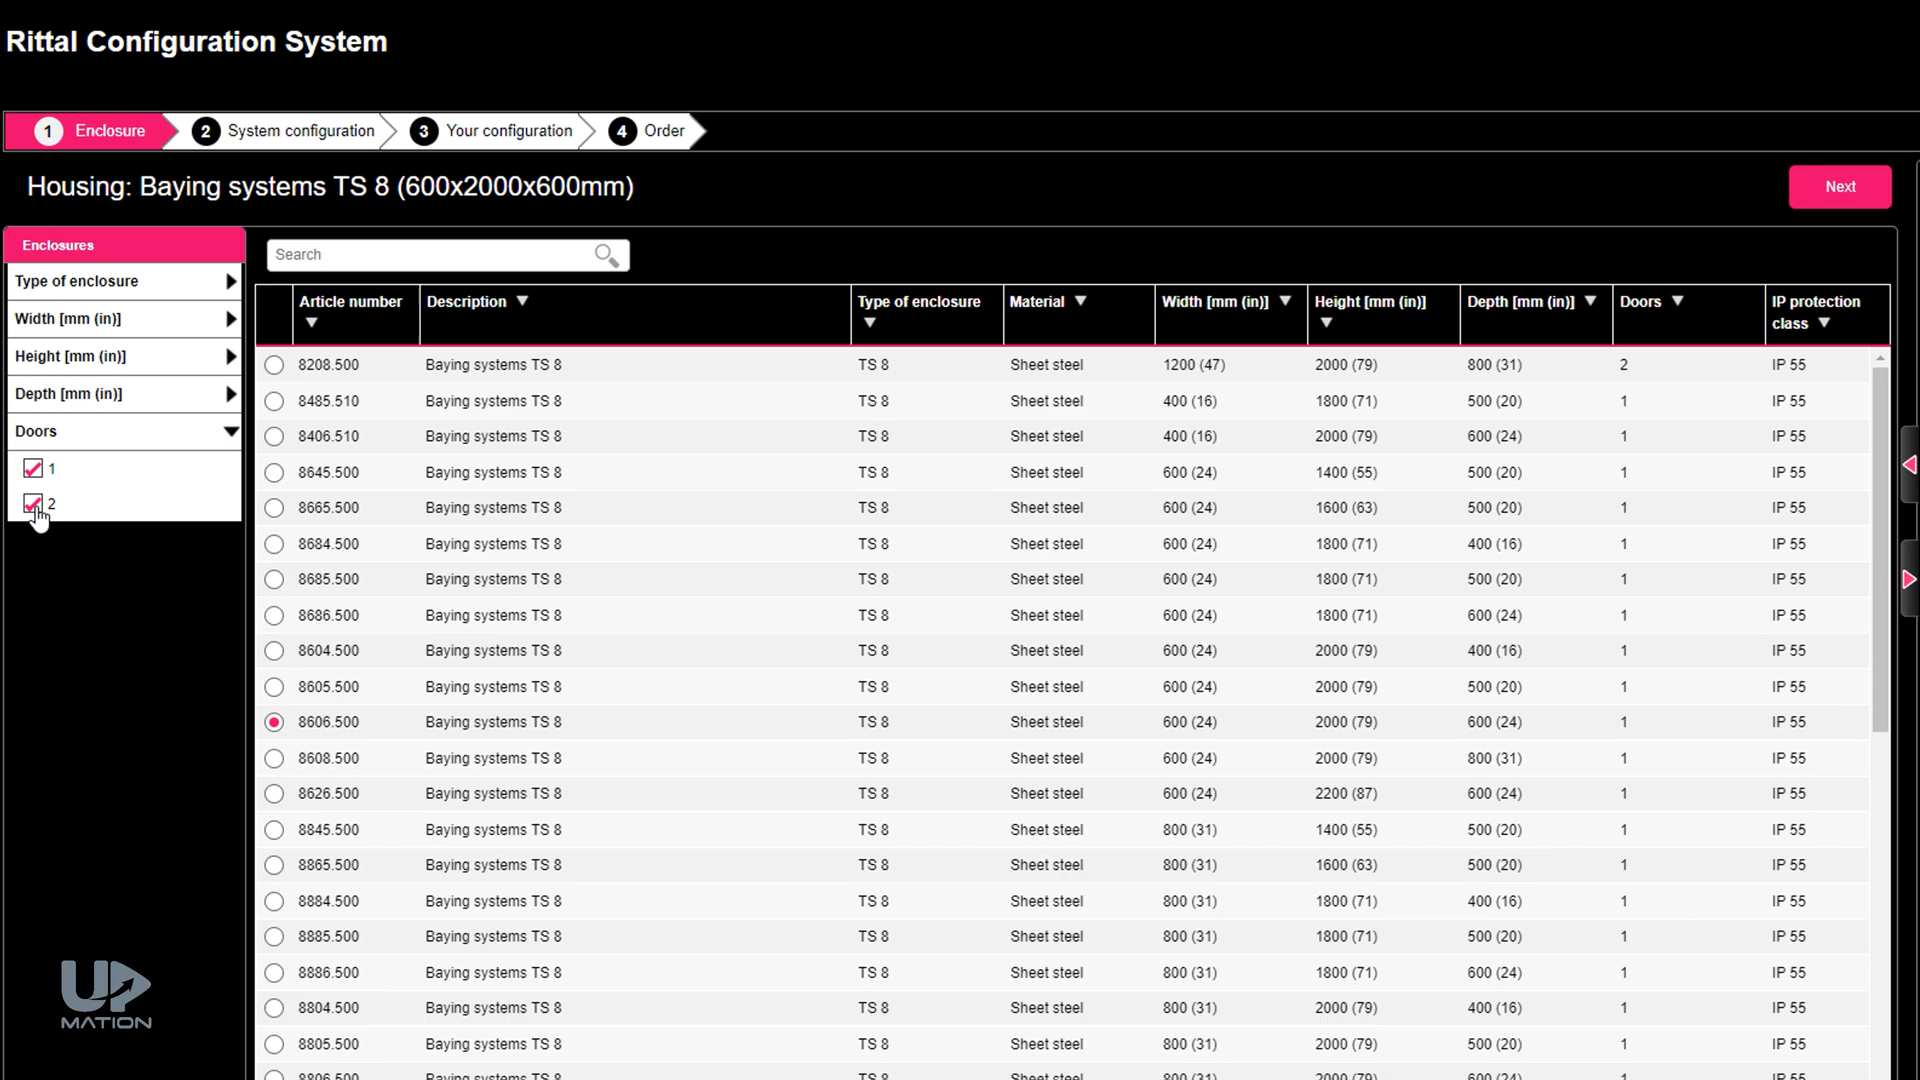 Rittal Configuration System
1 Enclosure 2 System configuration 3 Your configuration 4 Order
Housing: Baying systems TS 8 (600x2000x600mm)
Next
Enclosures
Type of enclosure
Width [mm (in)]
Height [mm (in)]
Depth [mm (in)]
Doors
1
2
Search
Article number Description Type of enclosure Material Width [mm (in)] Height [mm (in)] Depth [mm (in)] Doors IP protection class
8208.500 Baying systems TS 8 TS 8 Sheet steel 1200 (47) 2000 (79) 800 (31) 2 IP 55
8485.510 Baying systems TS 8 TS 8 Sheet steel 400 (16) 1800 (71) 500 (20) 1 IP 55
8406.510 Baying systems TS 8 TS 8 Sheet steel 400 (16) 2000 (79) 600 (24) 1 IP 55
8645.500 Baying systems TS 8 TS 8 Sheet steel 600 (24) 1400 (55) 500 (20) 1 IP 55
8665.500 Baying systems TS 8 TS 8 Sheet steel 600 (24) 1600 (63) 500 (20) 1 IP 55
8684.500 Baying systems TS 8 TS 8 Sheet steel 600 (24) 1800 (71) 400 (16) 1 IP 55
8685.500 Baying systems TS 8 TS 8 Sheet steel 600 (24) 1800 (71) 500 (20) 1 IP 55
8686.500 Baying systems TS 8 TS 8 Sheet steel 600 (24) 1800 (71) 600 (24) 1 IP 55
8604.500 Baying systems TS 8 TS 8 Sheet steel 600 (24) 2000 (79) 400 (16) 1 IP 55
8605.500 Baying systems TS 8 TS 8 Sheet steel 600 (24) 2000 (79) 500 (20) 1 IP 55
8606.500 Baying systems TS 8 TS 8 Sheet steel 600 (24) 2000 (79) 600 (24) 1 IP 55
8608.500 Baying systems TS 8 TS 8 Sheet steel 600 (24) 2000 (79) 800 (31) 1 IP 55
8626.500 Baying systems TS 8 TS 8 Sheet steel 600 (24) 2200 (87) 600 (24) 1 IP 55
8845.500 Baying systems TS 8 TS 8 Sheet steel 800 (31) 1400 (55) 500 (20) 1 IP 55
8865.500 Baying systems TS 8 TS 8 Sheet steel 800 (31) 1600 (63) 500 (20) 1 IP 55
8884.500 Baying systems TS 8 TS 8 Sheet steel 800 (31) 1800 (71) 400 (16) 1 IP 55
8885.500 Baying systems TS 8 TS 8 Sheet steel 800 (31) 1800 (71) 500 (20) 1 IP 55
8886.500 Baying systems TS 8 TS 8 Sheet steel 800 (31) 1800 (71) 600 (24) 1 IP 55
8804.500 Baying systems TS 8 TS 8 Sheet steel 800 (31) 2000 (79) 400 (16) 1 IP 55
8805.500 Baying systems TS 8 TS 8 Sheet steel 800 (31) 2000 (79) 500 (20) 1 IP 55
8806.500 Baying systems TS 8 TS 8 Sheet steel 800 (31) 2000 (79) 600 (24) 1 IP 55
UP
MATION